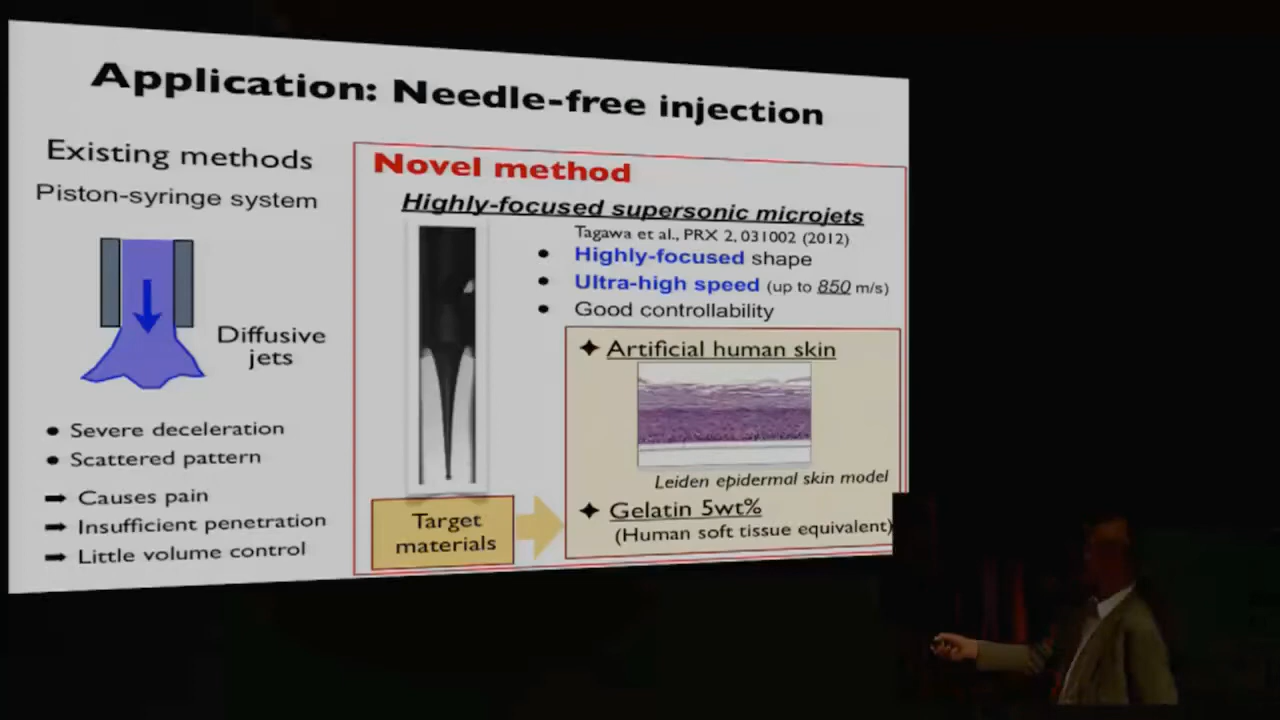 Application: Needle-free injection
Existing methods
Piston-syringe system
Diffusive
jets
• Severe deceleration
• Scattered pattern
➡ Causes pain
➡ Insufficient penetration
➡ Little volume control
Novel method
Highly-focused supersonic microjets
Tagawa et al., PRX 2, 031002 (2012)
• Highly-focused shape
• Ultra-high speed (up to 850 m/s)
• Good controllability
Target
materials
✦ Artificial human skin
Leiden epidermal skin model
✦ Gelatin 5wt%
(Human soft tissue equivalent)